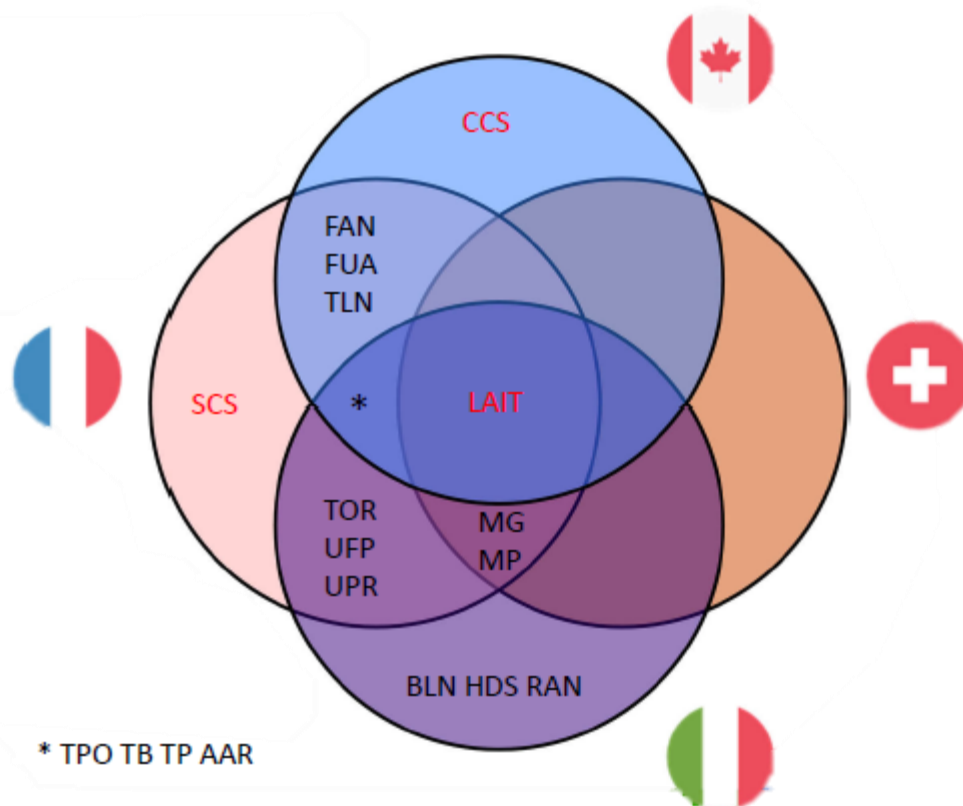 CCS
FAN
FUA
TLN
SCS
*
LAIT
TOR
UFP
UPR
MG
MP
BLN HDS RAN
* TPO TB TP AAR